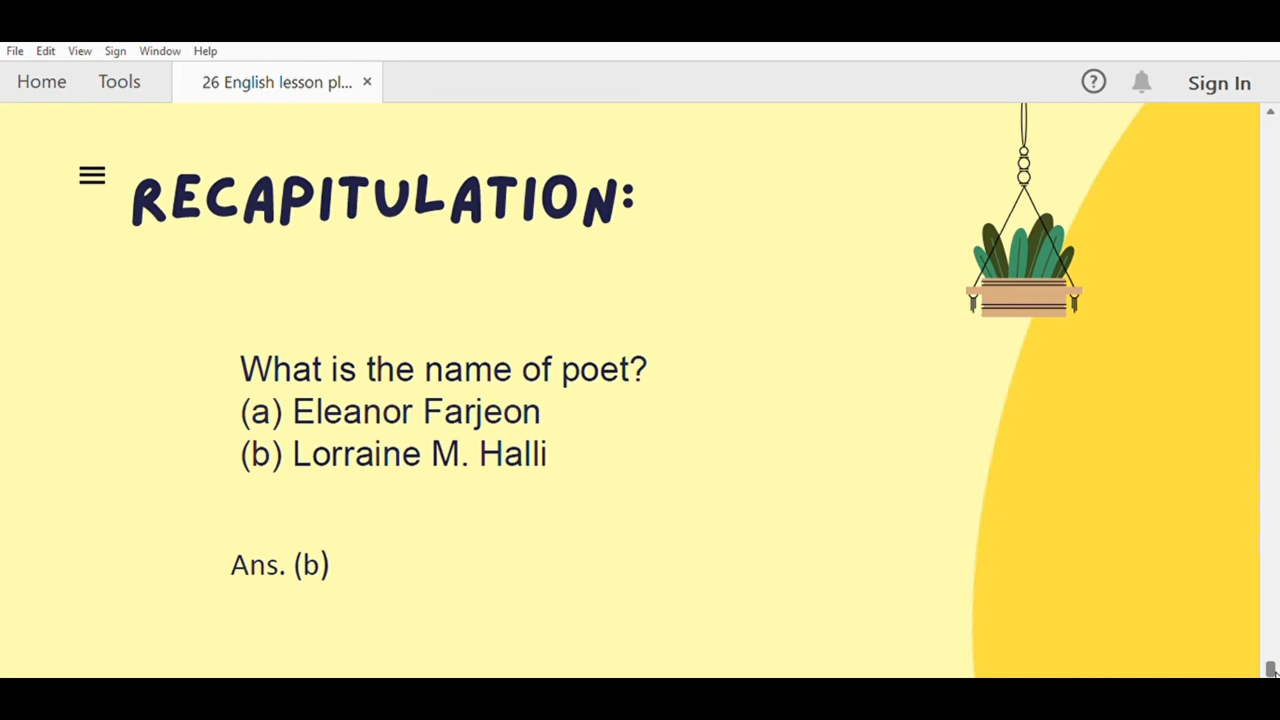 File Edit View Sign Window Help
Home Tools 26 English lesson pl... × ? Sign In
RECAPITULATION:
What is the name of poet?
(a) Eleanor Farjeon
(b) Lorraine M. Halli
Ans. (b)